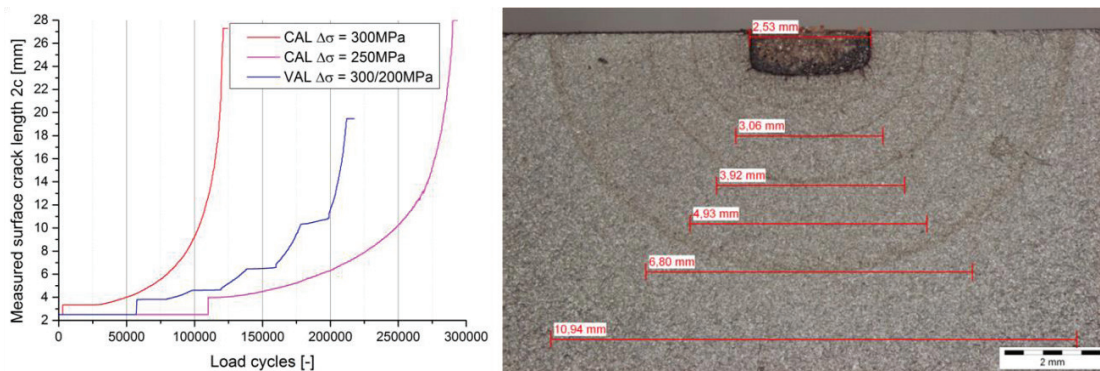 Measured surface crack length 2c [mm]
28
26
24
22
20
18
16
14
12
10
8
6
4
2
CAL Δσ = 300MPa
CAL Δσ = 250MPa
VAL Δσ = 300/200MPa
0
50000
100000
150000
200000
250000
300000
Load cycles [-]
2,53 mm
3,06 mm
3,92 mm
4,93 mm
6,80 mm
10,94 mm
2 mm